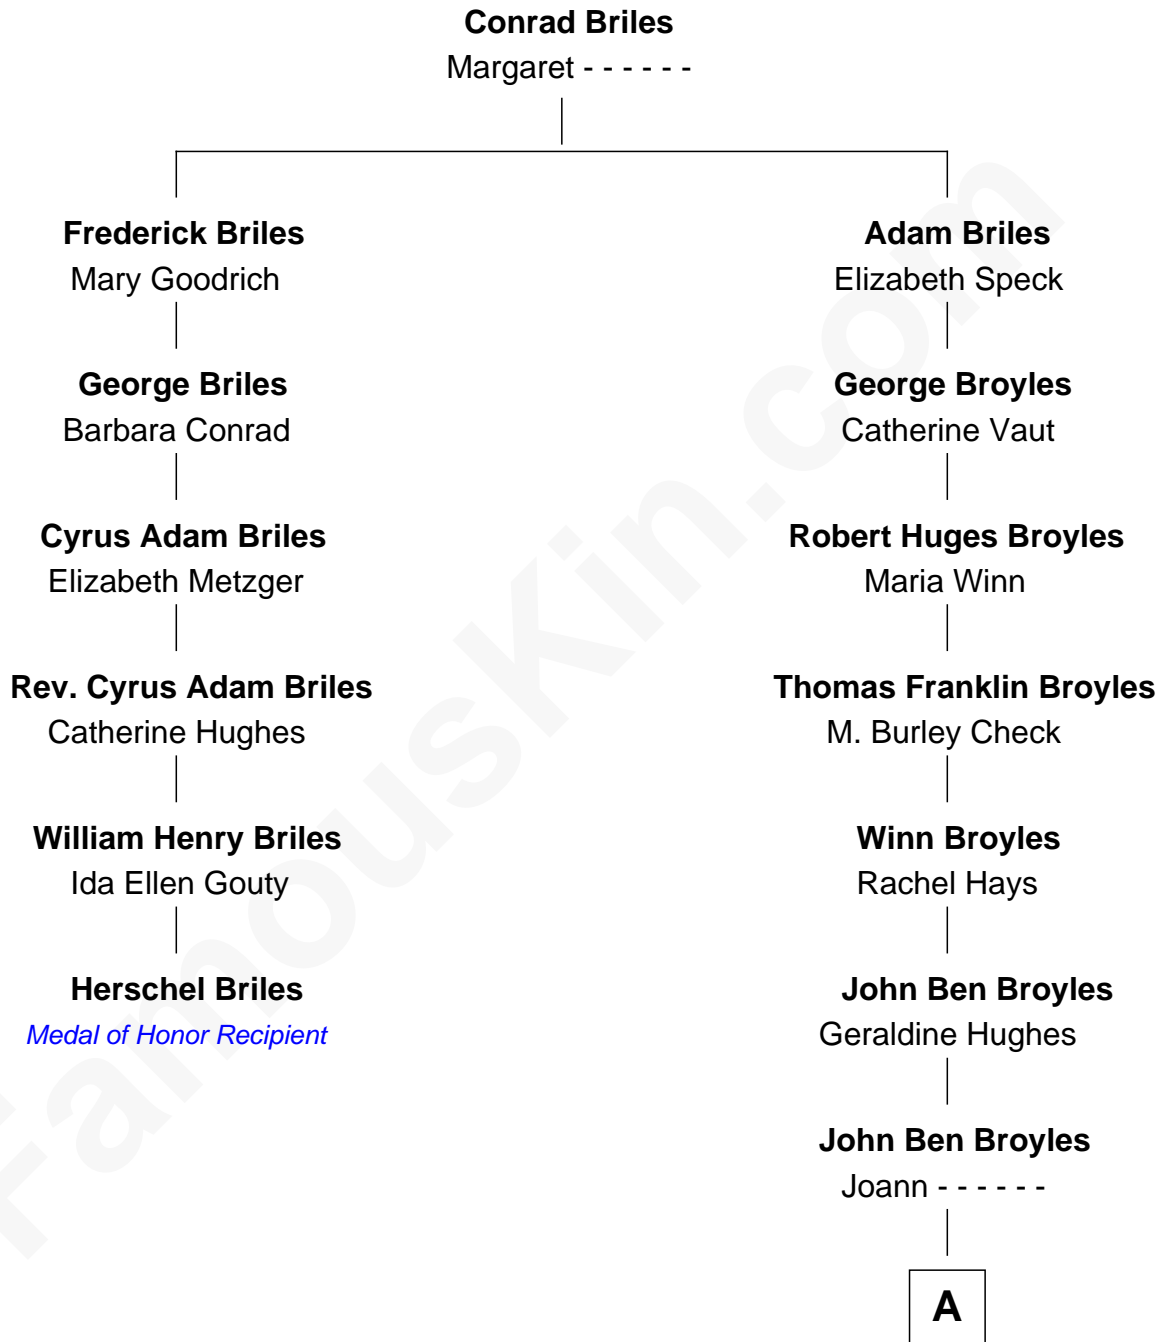 Conrad Briles
Margaret - - - - - -
Frederick Briles
Mary Goodrich
Adam Briles
Elizabeth Speck
George Briles
Barbara Conrad
George Broyles
Catherine Vaut
Cyrus Adam Briles
Elizabeth Metzger
Robert Huges Broyles
Maria Winn
Rev. Cyrus Adam Briles
Catherine Hughes
Thomas Franklin Broyles
M. Burley Check
William Henry Briles
Ida Ellen Gouty
Winn Broyles
Rachel Hays
Herschel Briles
Medal of Honor Recipient
John Ben Broyles
Geraldine Hughes
John Ben Broyles
Joann - - - - - -
A
FamousKin.com